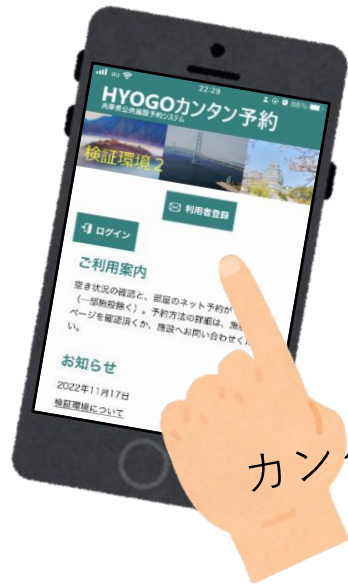 au 22:29 86%
HYOGOカンタン予約
兵庫県公共施設予約システム
検証環境2
利用者登録
ログイン
ご利用案内
空き状況の確認と、部屋のネット予約が
(一部施設除く)。予約方法の詳細は、施
ページを確認頂くか、施設へお問い合わせく
い。
お知らせ
2022年11月17日
検証環境について
カン